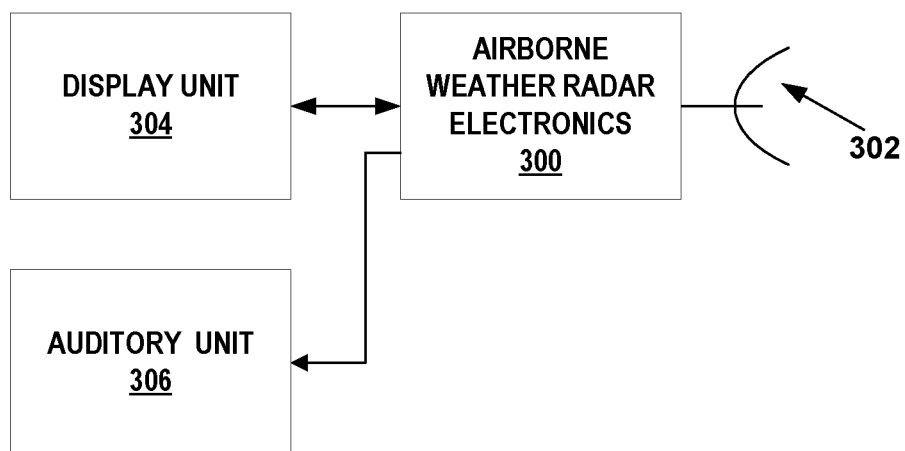 DISPLAY UNIT
304
AIRBORNE
WEATHER RADAR
ELECTRONICS
300
302
AUDITORY UNIT
306